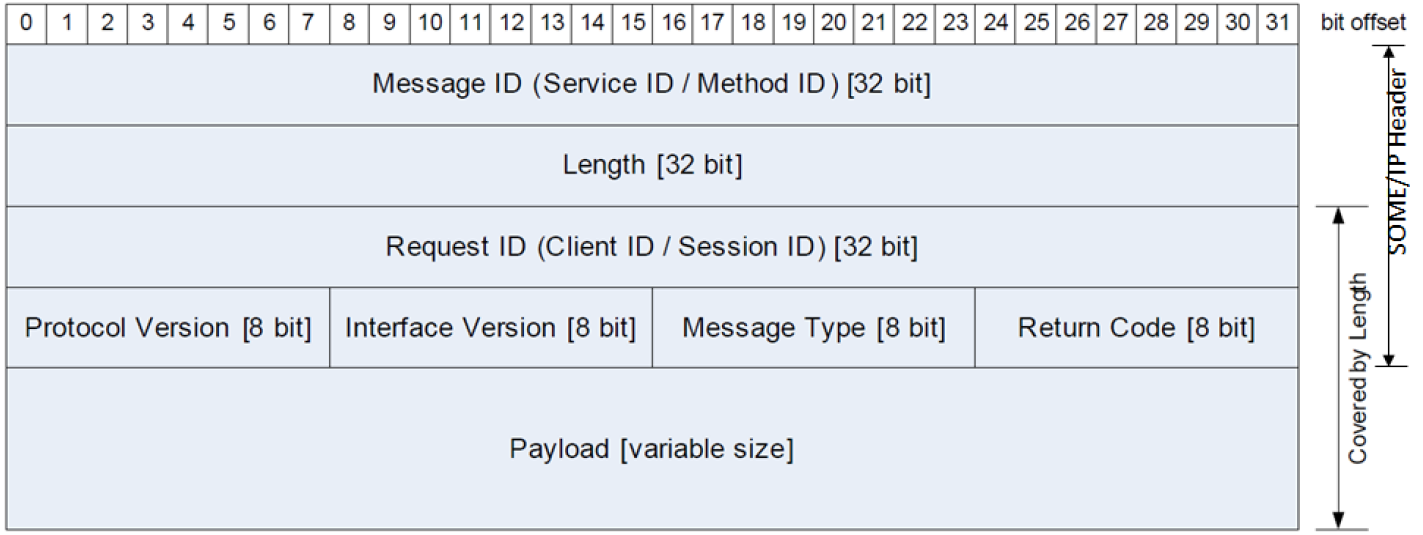 0 1 2 3 4 5 6 7 8 9 10 11 12 13 14 15 16 17 18 19 20 21 22 23 24 25 26 27 28 29 30 31 bit offset
Message ID (Service ID / Method ID) [32 bit]
Length [32 bit]
Request ID (Client ID / Session ID) [32 bit]
Protocol Version [8 bit] Interface Version [8 bit] Message Type [8 bit] Return Code [8 bit]
Payload [variable size]
Covered by Length
SOME/IP Header